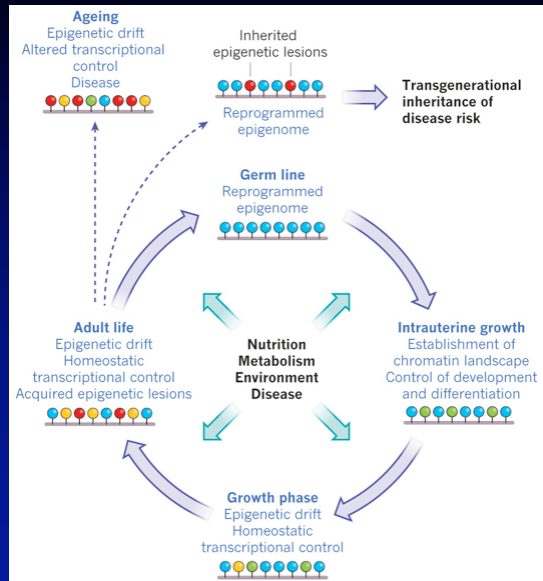 Ageing
Epigenetic drift
Altered transcriptional
control
Disease
Inherited
epigenetic lesions
Reprogrammed
epigenome
Transgenerational
inheritance of
disease risk
Germ line
Reprogrammed
epigenome
Adult life
Epigenetic drift
Homeostatic
transcriptional control
Acquired epigenetic lesions
Nutrition
Metabolism
Environment
Disease
Intrauterine growth
Establishment of
chromatin landscape
Control of development
and differentiation
Growth phase
Epigenetic drift
Homeostatic
transcriptional control